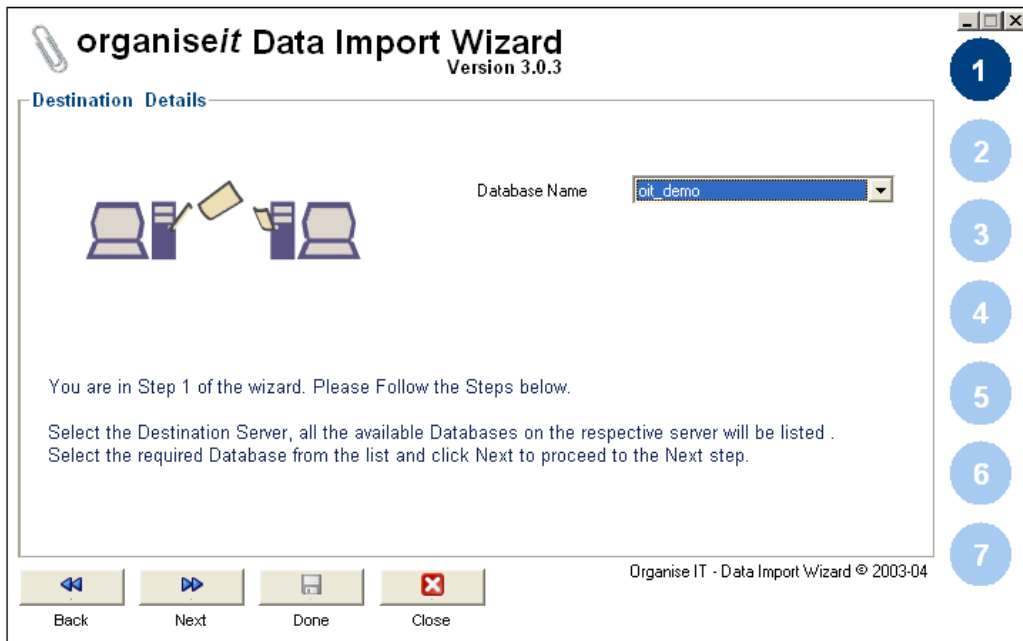 organiseit Data Import Wizard
Version 3.0.3
1
Destination Details
2
Database Name
oit_demo
3
4
You are in Step 1 of the wizard. Please Follow the Steps below.
5
Select the Destination Server, all the available Databases on the respective server will be listed .
Select the required Database from the list and click Next to proceed to the Next step.
6
7
Organise IT - Data Import Wizard © 2003-04
Back
Next
Done
Close